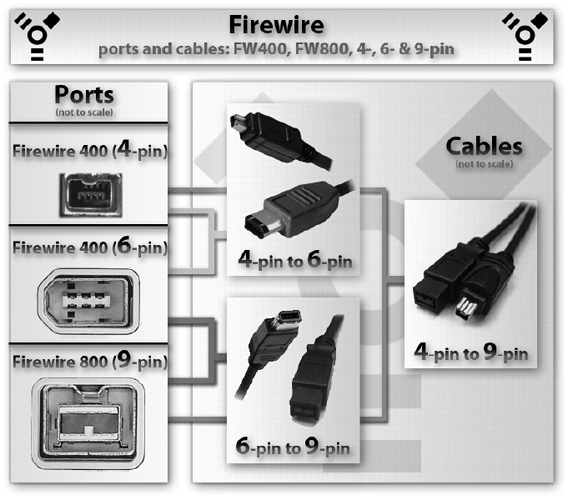 Firewire
ports and cables: FW400, FW800, 4-, 6- & 9-pin
Ports
(not to scale)
Firewire 400 (4-pin)
Firewire 400 (6-pin)
Firewire 800 (9-pin)
Cables
(not to scale)
4-pin to 6-pin
4-pin to 9-pin
6-pin to 9-pin